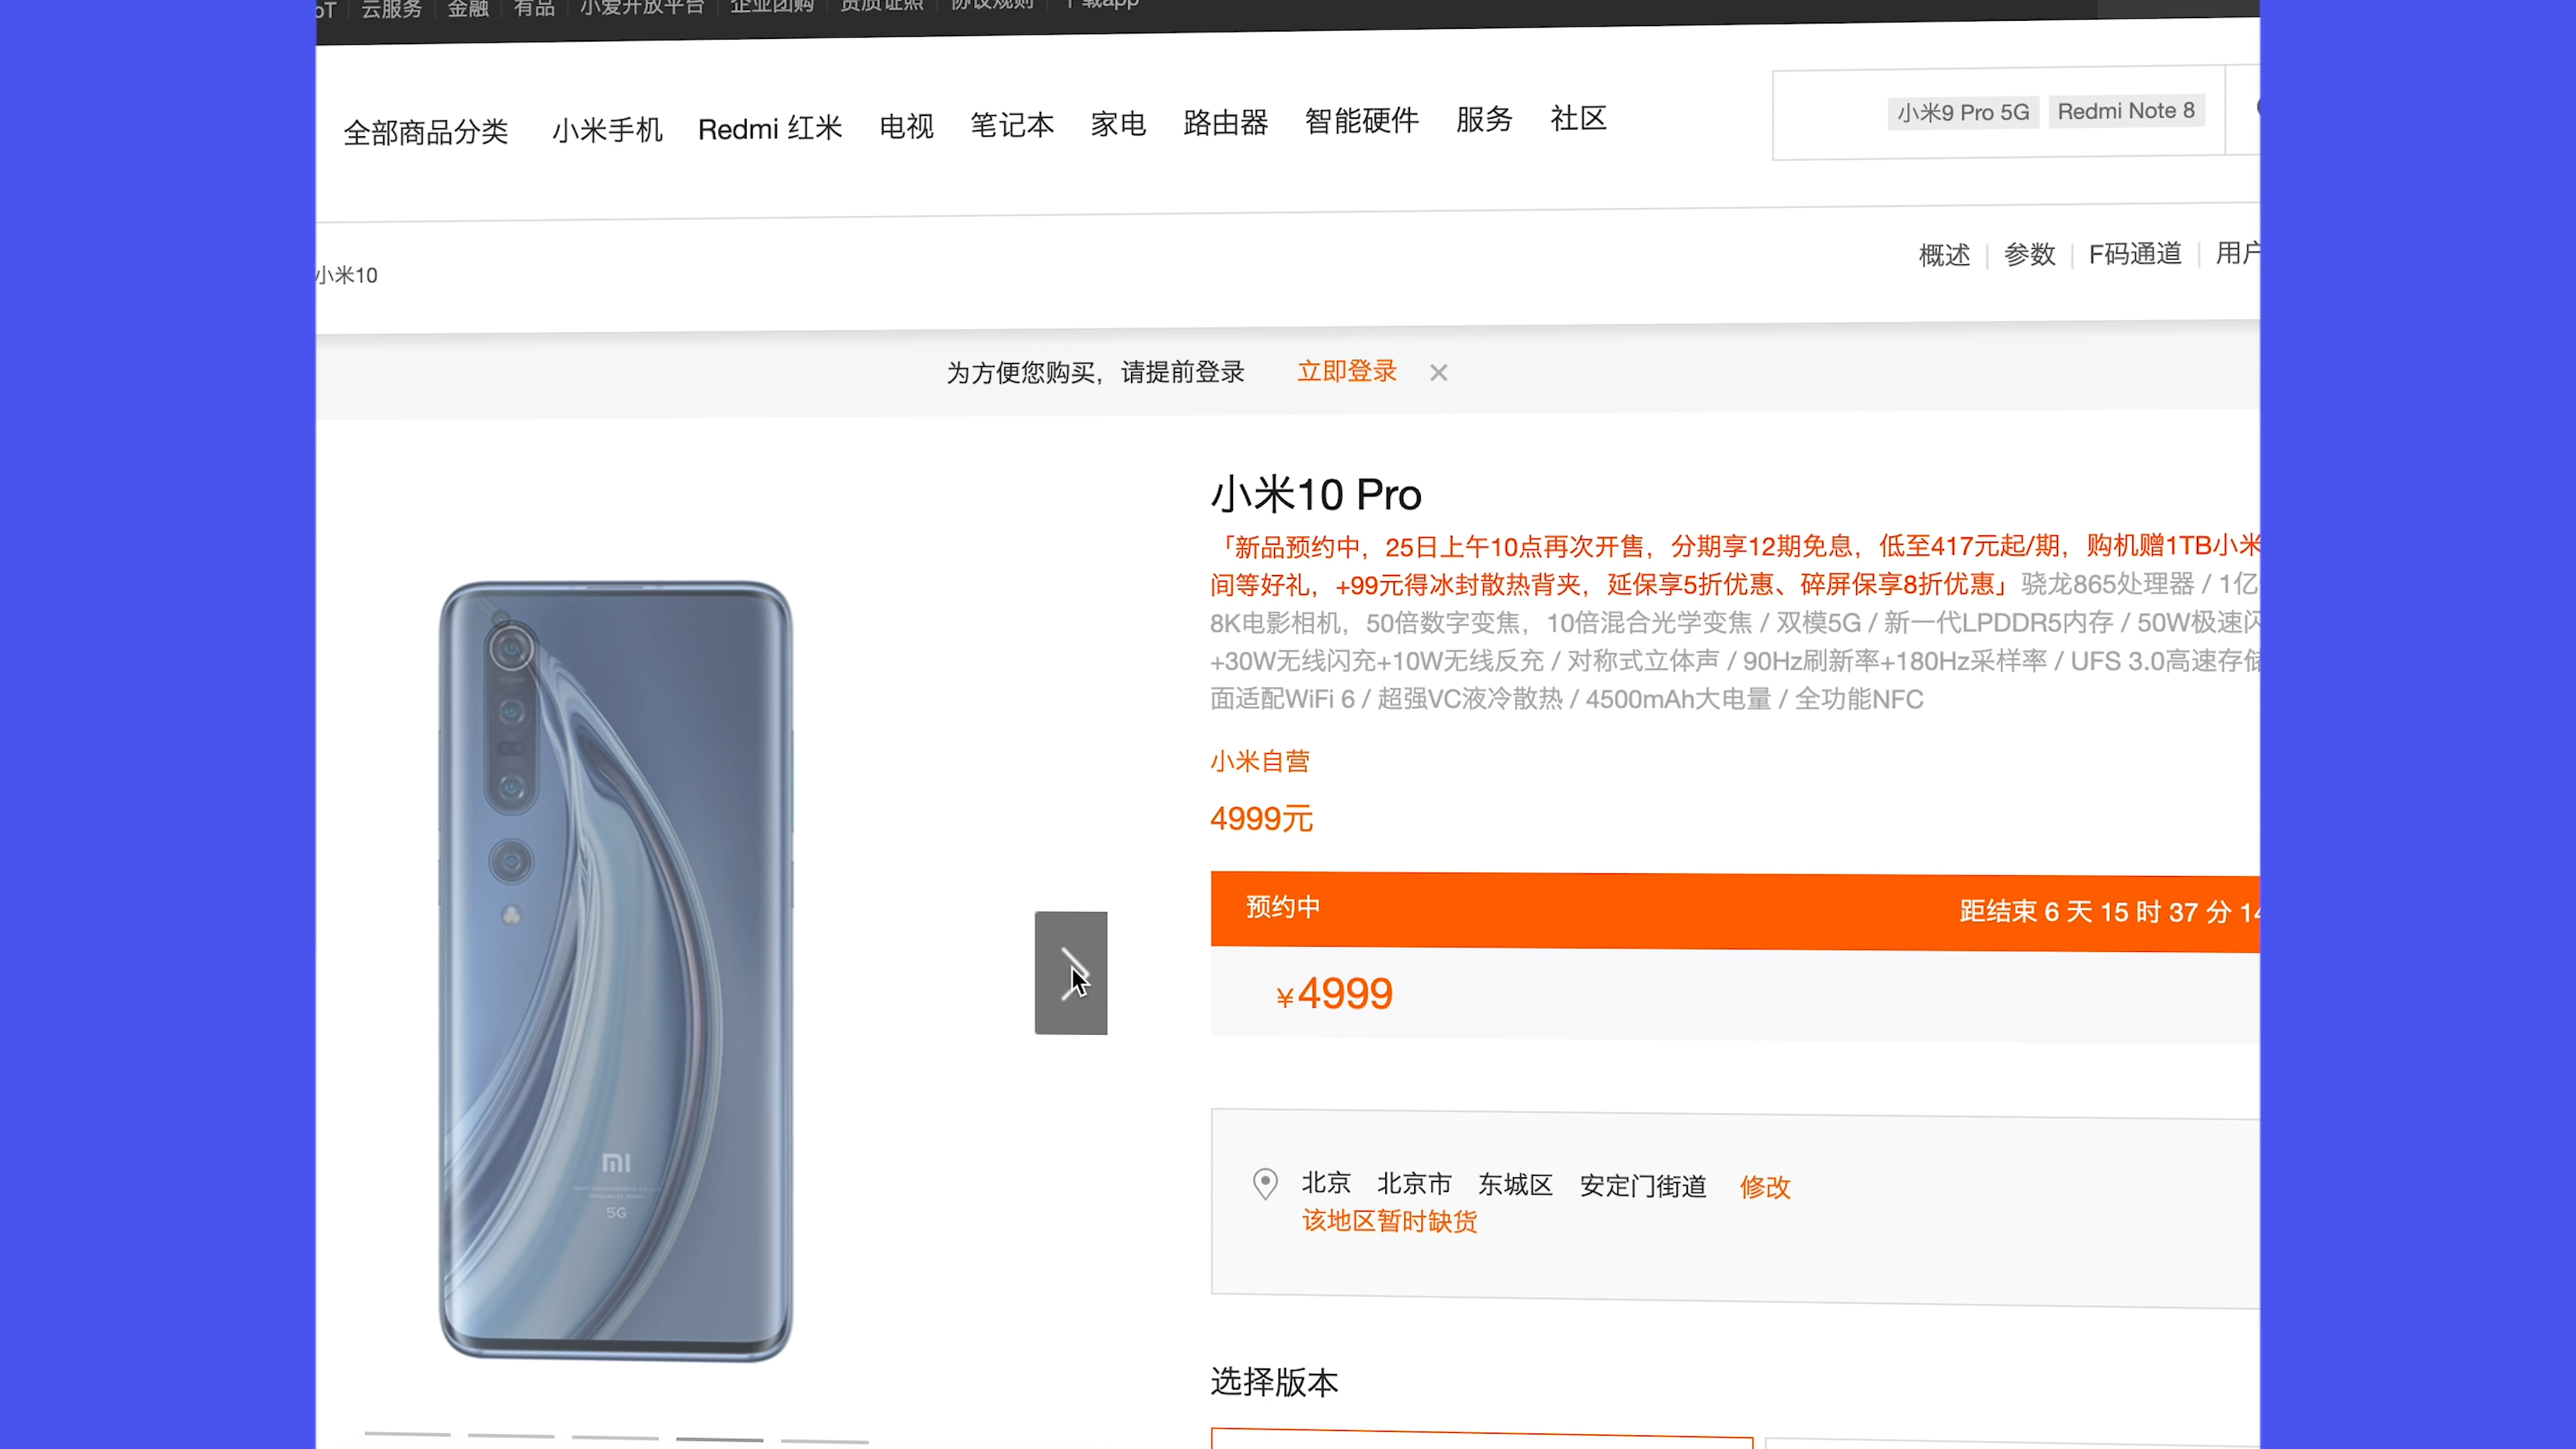 云服务 金融 有品 小爱开放平台 企业团购 资质证照 协议规则 下载app
全部商品分类 小米手机 Redmi 红米 电视 笔记本 家电 路由器 智能硬件 服务 社区
小米9 Pro 5G Redmi Note 8
小米10
概述 参数 F码通道 用户
为方便您购买，请提前登录 立即登录
小米10 Pro
「新品预约中，25日上午10点再次开售，分期享12期免息，低至417元起/期，购机赠1TB小米
间等好礼，+99元得冰封散热背夹，延保享5折优惠、碎屏保享8折优惠」骁龙865处理器 / 1亿
8K电影相机，50倍数字变焦，10倍混合光学变焦 / 双模5G / 新一代LPDDR5内存 / 50W极速闪
+30W无线闪充+10W无线反充 / 对称式立体声 / 90Hz刷新率+180Hz采样率 / UFS 3.0高速存储
面适配WiFi 6 / 超强VC液冷散热 / 4500mAh大电量 / 全功能NFC
小米自营
4999元
预约中 距结束 6 天 15 时 37 分 14
￥4999
北京 北京市 东城区 安定门街道 修改
该地区暂时缺货
选择版本
MI
5G